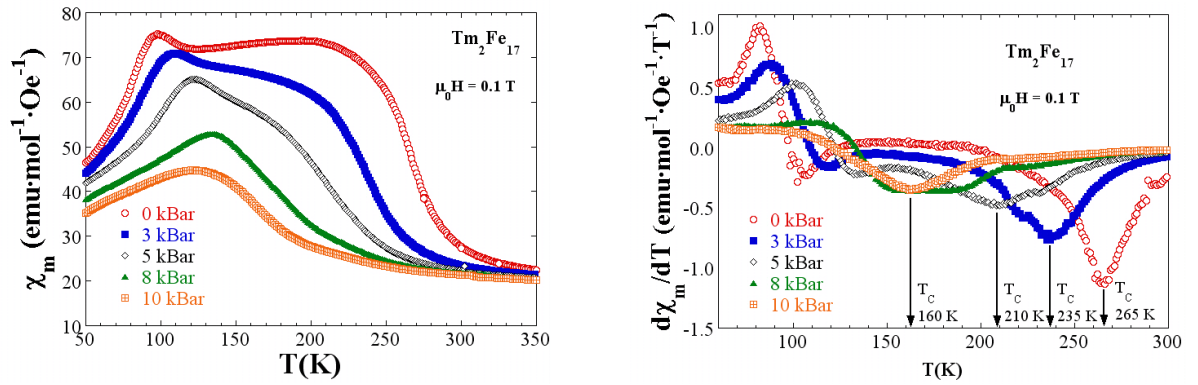 80
70
60
50
40
30
20
10
χm (emu·mol⁻¹·Oe⁻¹)
Tm₂Fe₁₇
μ₀H = 0.1 T
0 kBar
3 kBar
5 kBar
8 kBar
10 kBar
50 100 150 200 250 300 350
T(K)
1.0
0.5
0.0
-0.5
-1.0
-1.5
dχm/dT (emu·mol⁻¹·Oe⁻¹·T⁻¹)
Tm₂Fe₁₇
μ₀H = 0.1 T
0 kBar
3 kBar
5 kBar
8 kBar
10 kBar
T_C T_C T_C T_C
160 K 210 K 235 K 265 K
100 150 200 250 300
T(K)